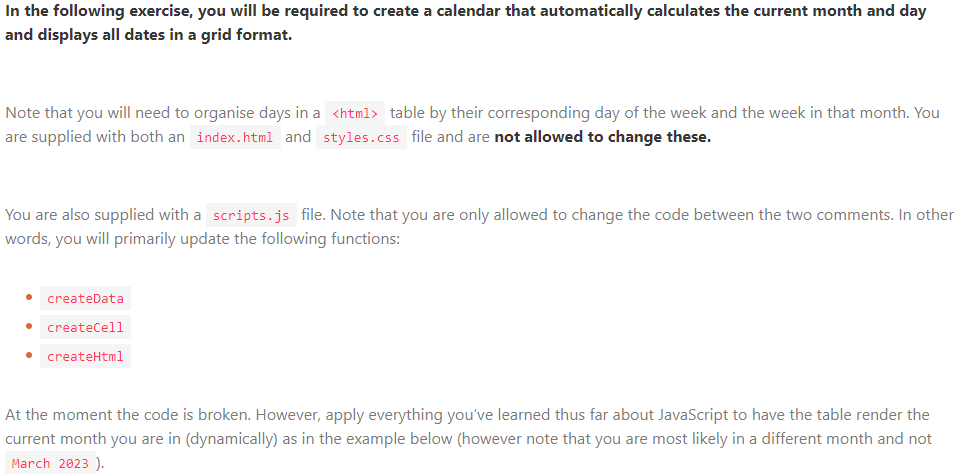 In the following exercise, you will be required to create a calendar that automatically calculates the current month and day
and displays all dates in a grid format.
Note that you will need to organise days in a <html> table by their corresponding day of the week and the week in that month. You
are supplied with both an index.html and styles.css file and are not allowed to change these.
You are also supplied with a scripts.js file. Note that you are only allowed to change the code between the two comments. In other
words, you will primarily update the following functions:
• createData
• createCell
• createHtml
At the moment the code is broken. However, apply everything you've learned thus far about JavaScript to have the table render the
current month you are in (dynamically) as in the example below (however note that you are most likely in a different month and not
March 2023 ).